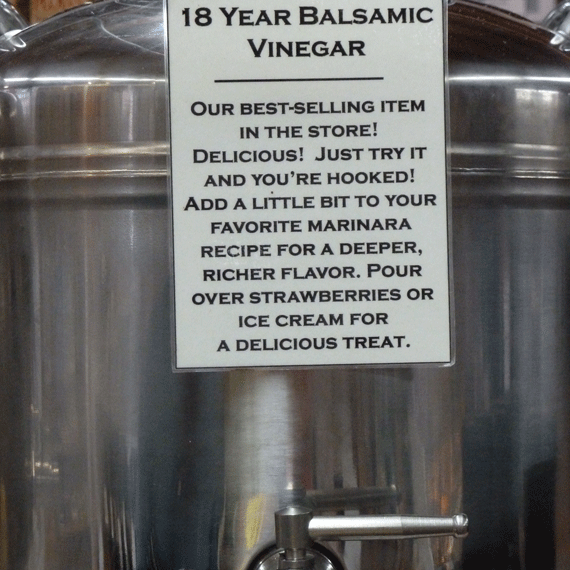 18 Year Balsamic
Vinegar
Our best-selling item
in the store!
Delicious! Just try it
and you're hooked!
Add a little bit to your
favorite marinara
recipe for a deeper,
richer flavor. Pour
over strawberries or
ice cream for
a delicious treat.